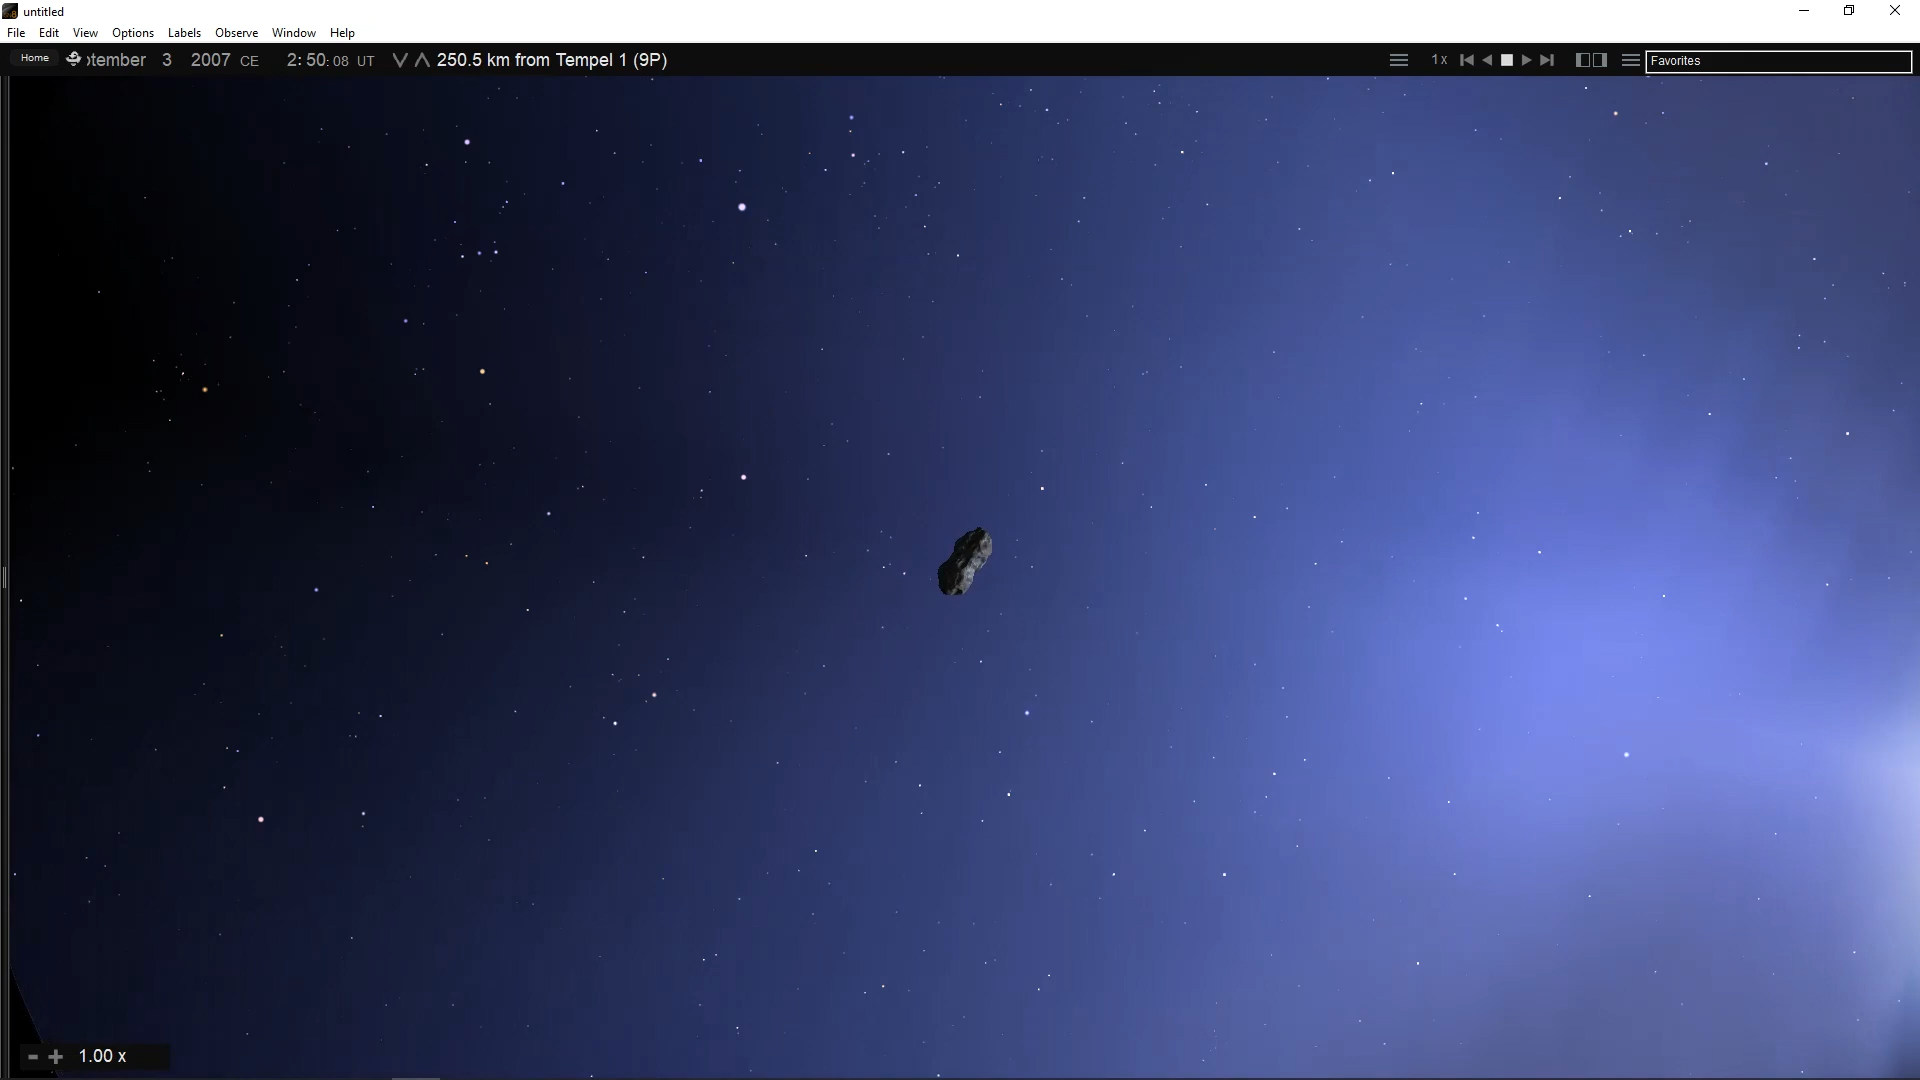 untitled
File Edit View Options Labels Observe Window Help
Home tember 3 2007 CE 2:50:08 UT 250.5 km from Tempel 1 (9P) 1x Favorites
1.00 x